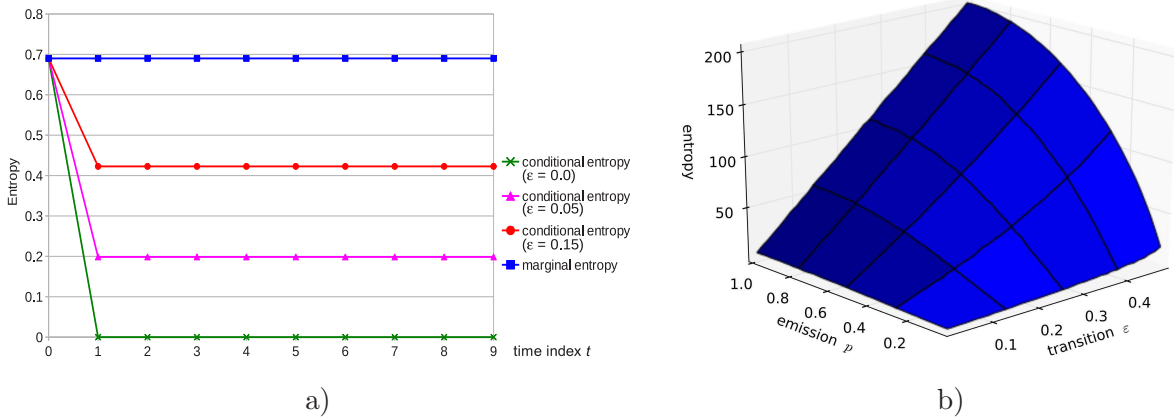 0.8
0.7
0.6
0.5
0.4
0.3
0.2
0.1
0
Entropy
0 1 2 3 4 5 6 7 8 9 time index t
conditional entropy
(ε = 0.0)
conditional entropy
(ε = 0.05)
conditional entropy
(ε = 0.15)
marginal entropy
a)
200
150
100
50
entropy
1.0 0.8 0.6 0.4 0.2
emission p
0.1 0.2 0.3 0.4
transition ε
b)